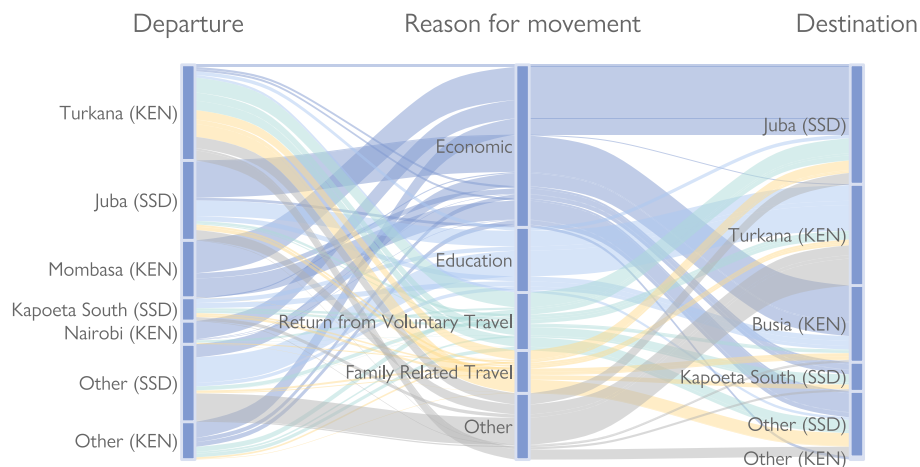 Departure
Reason for movement
Destination
Turkana (KEN)
Juba (SSD)
Mombasa (KEN)
Kapoeta South (SSD)
Nairobi (KEN)
Other (SSD)
Other (KEN)
Economic
Education
Return from Voluntary Travel
Family Related Travel
Other
Juba (SSD)
Turkana (KEN)
Busia (KEN)
Kapoeta South (SSD)
Other (SSD)
Other (KEN)